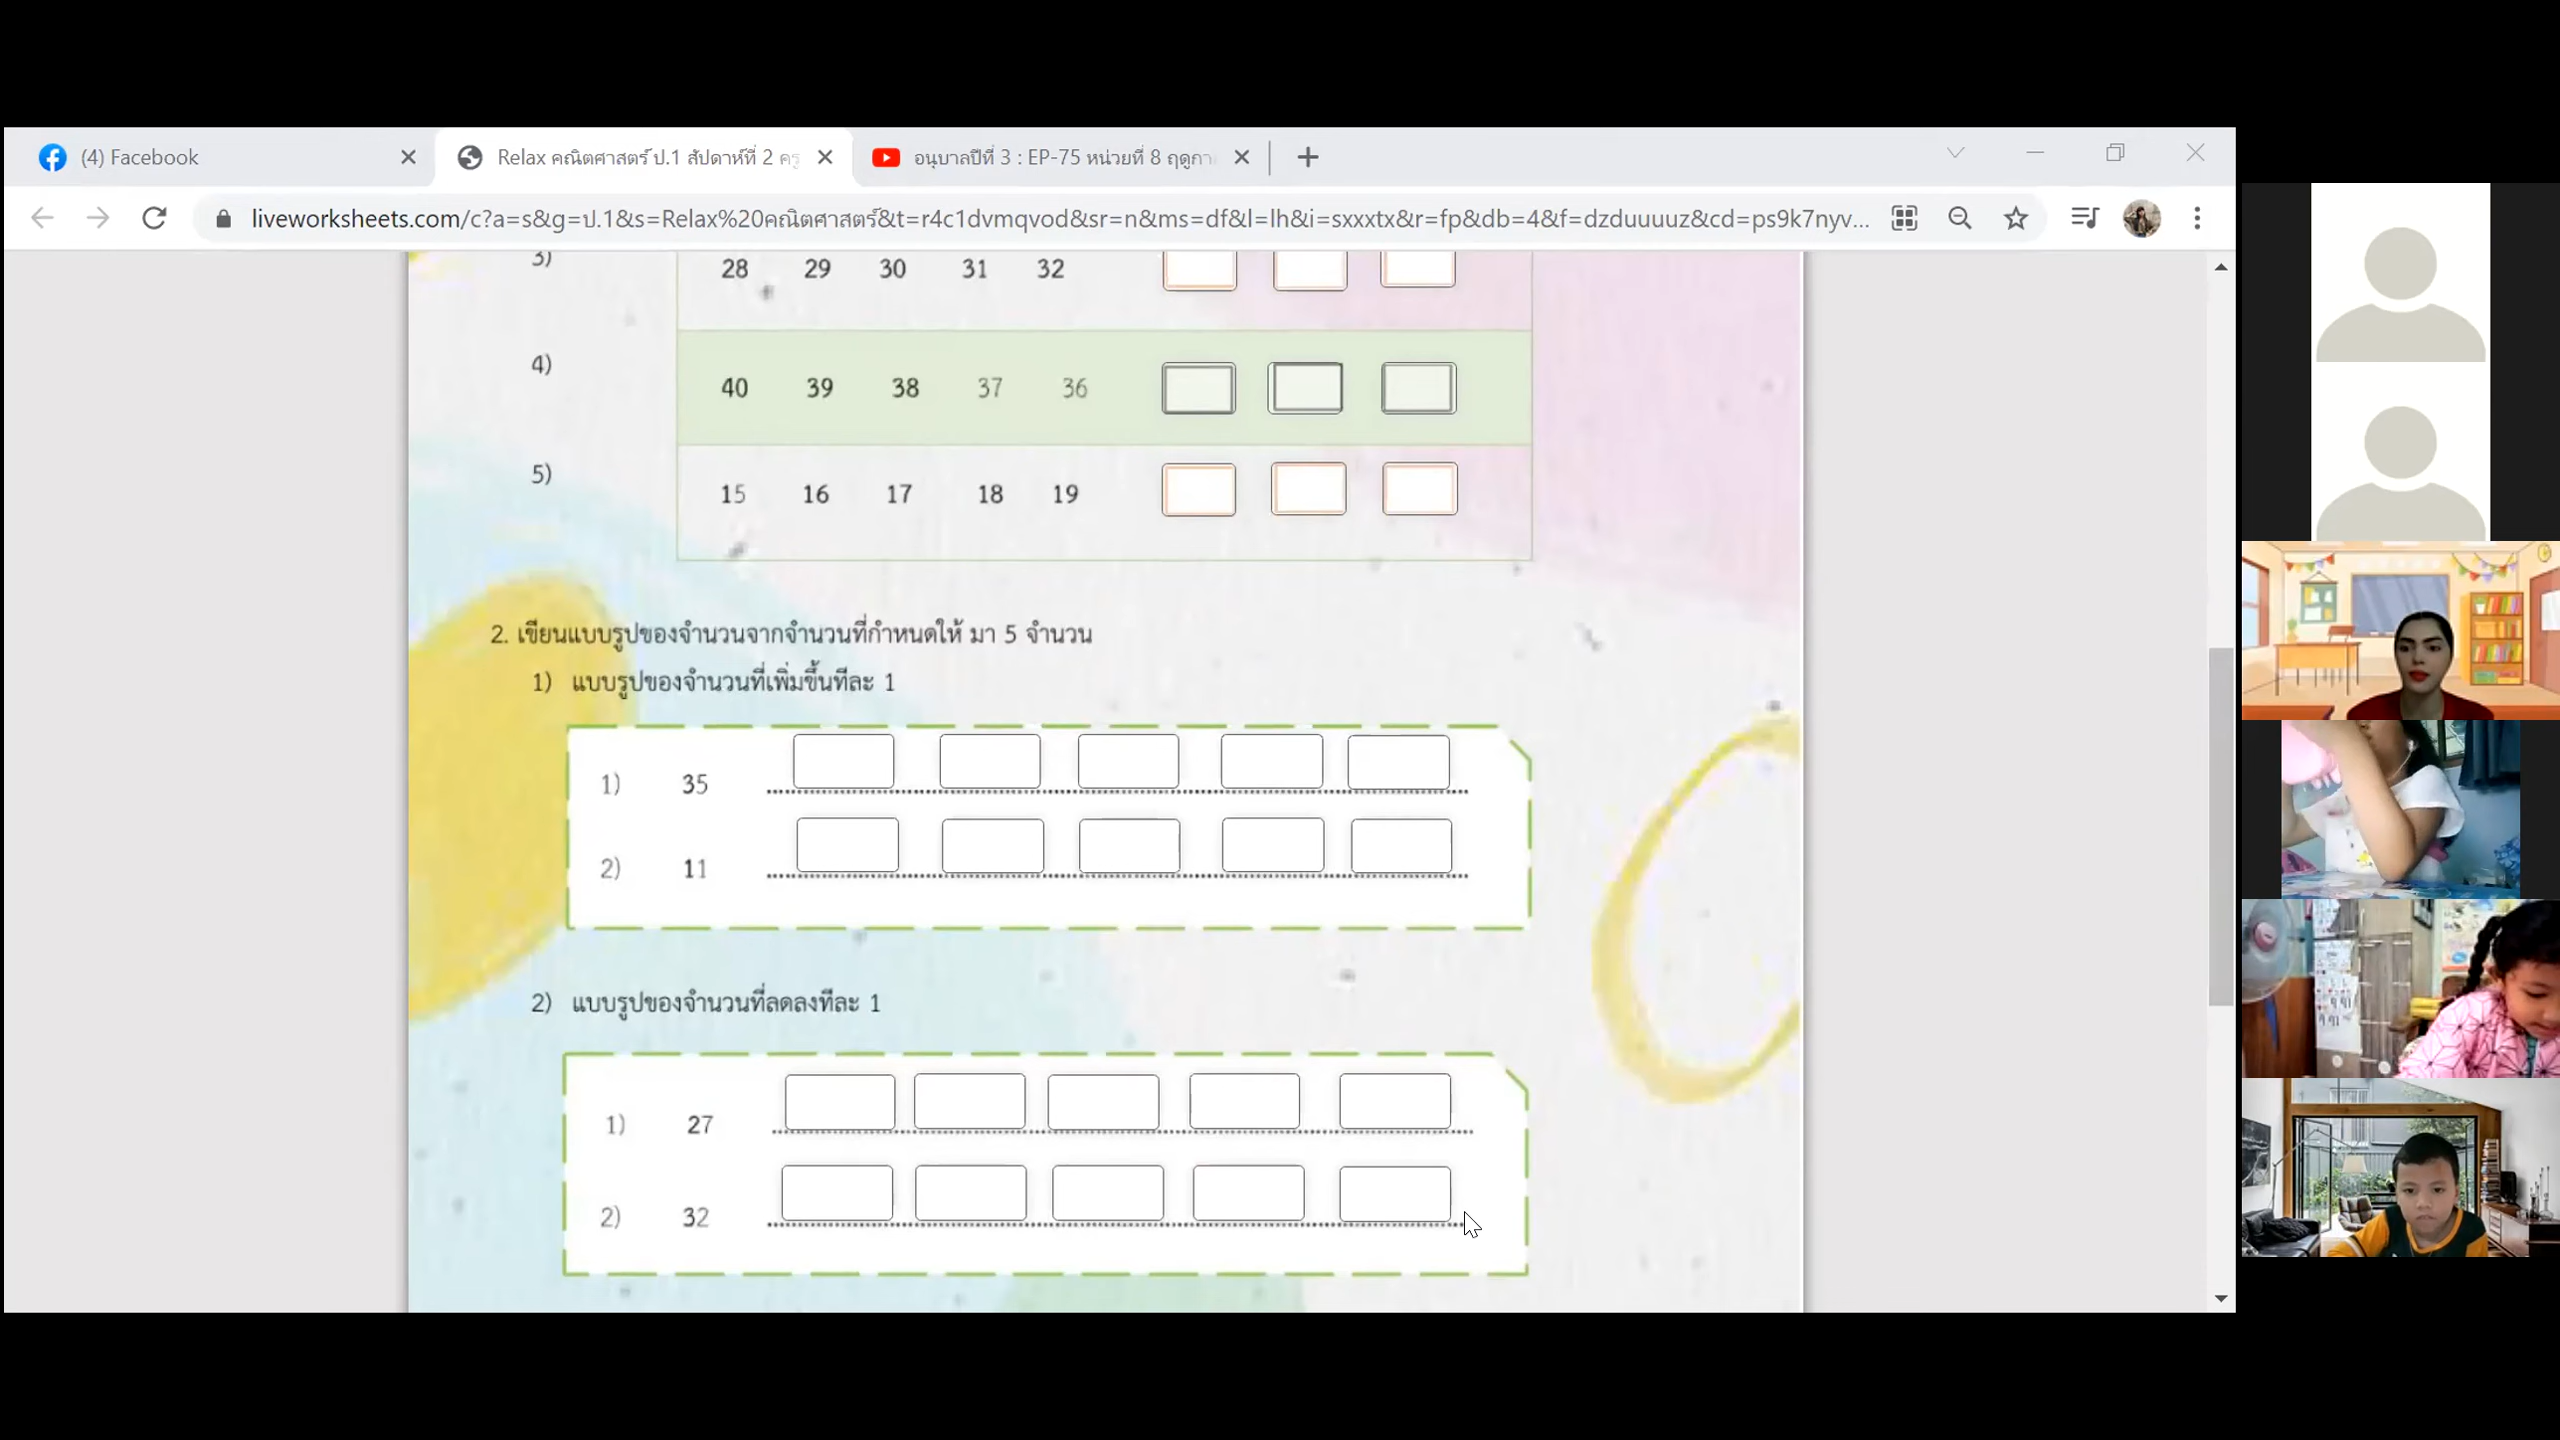 (4) Facebook
Relax คณิตศาสตร์ ป.1 สัปดาห์ที่ 2 ครู
อนุบาลปีที่ 3 : EP-75 หน่วยที่ 8 ฤดูกา
liveworksheets.com/c?a=s&g=ป.1&s=Relax%20คณิตศาสตร์&t=r4c1dvmqvod&sr=n&ms=df&l=lh&i=sxxxtx&r=fp&db=4&f=dzduuuuz&cd=ps9k7nyv...
3) 28 29 30 31 32
4) 40 39 38 37 36
5) 15 16 17 18 19
2. เขียนแบบรูปของจำนวนจากจำนวนที่กำหนดให้ มา 5 จำนวน
1) แบบรูปของจำนวนที่เพิ่มขึ้นทีละ 1
1) 35
2) 11
2) แบบรูปของจำนวนที่ลดลงทีละ 1
1) 27
2) 32